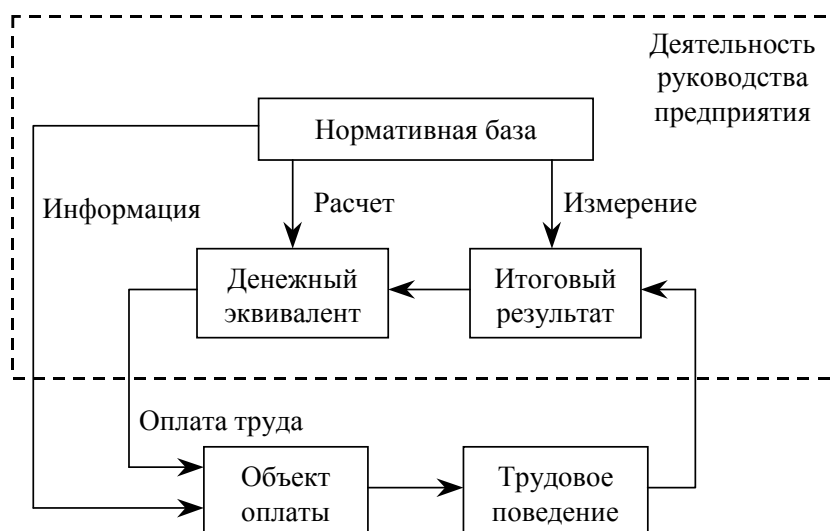 Деятельность
руководства
предприятия
Нормативная база
Информация
Расчет
Измерение
Денежный
эквивалент
Итоговый
результат
Оплата труда
Объект
оплаты
Трудовое
поведение